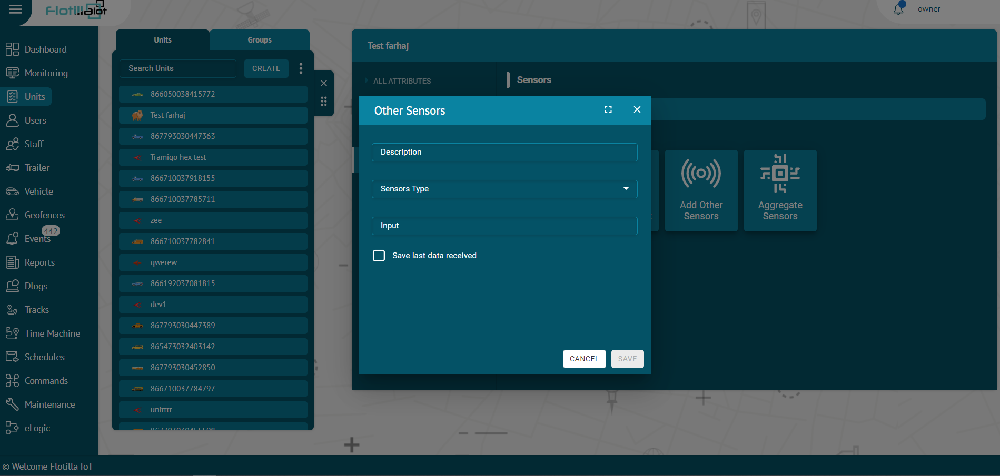 Flotillaiot
owner
Dashboard
Monitoring
Units
Users
Staff
Trailer
Vehicle
Geofences
442
Events
Reports
Dlogs
Tracks
Time Machine
Schedules
Commands
Maintenance
eLogic
Units
Groups
Search Units
CREATE
866050038415772
Test farhaj
867793030447363
Tramigo hex test
866710037918155
866710037785711
zee
866710037782841
qwerew
866192037081815
dev1
867793030447389
865473032403142
867793030452850
866710037784797
unitttt
Test farhaj
ALL ATTRIBUTES
Sensors
Add Other
Sensors
Aggregate
Sensors
Other Sensors
Description
Sensors Type
Input
Save last data received
CANCEL
SAVE
© Welcome Flotilla IoT